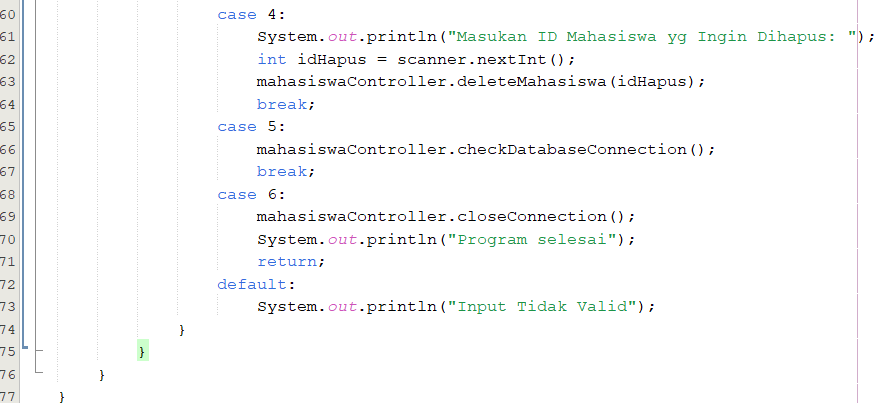 60 case 4:
61 System.out.println("Masukan ID Mahasiswa yg Ingin Dihapus: ");
62 int idHapus = scanner.nextInt();
63 mahasiswaController.deleteMahasiswa(idHapus);
64 break;
65 case 5:
66 mahasiswaController.checkDatabaseConnection();
67 break;
68 case 6:
69 mahasiswaController.closeConnection();
70 System.out.println("Program selesai");
71 return;
72 default:
73 System.out.println("Input Tidak Valid");
74 }
75 }
76 }
77 }